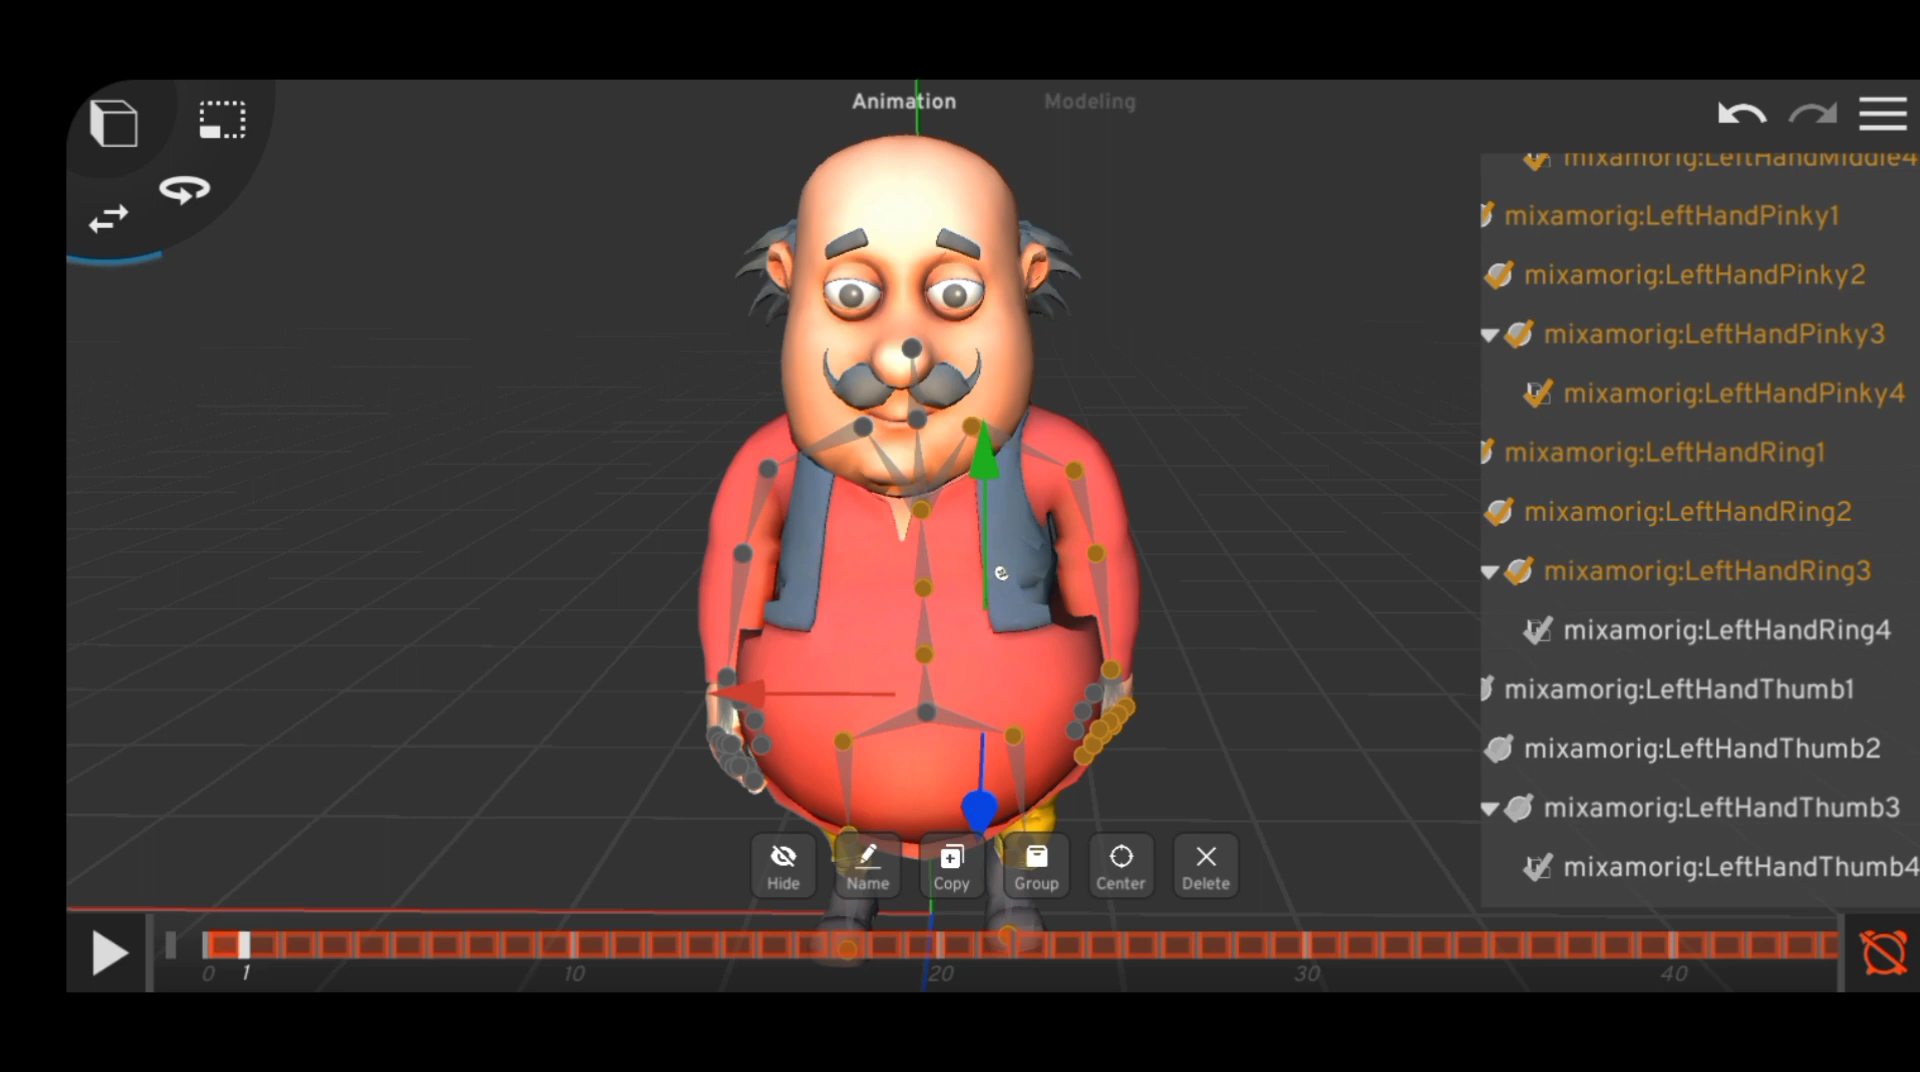 Animation
Modeling
mixamorig:LeftHandMiddle4
mixamorig:LeftHandPinky1
mixamorig:LeftHandPinky2
mixamorig:LeftHandPinky3
mixamorig:LeftHandPinky4
mixamorig:LeftHandRing1
mixamorig:LeftHandRing2
mixamorig:LeftHandRing3
mixamorig:LeftHandRing4
mixamorig:LeftHandThumb1
mixamorig:LeftHandThumb2
mixamorig:LeftHandThumb3
mixamorig:LeftHandThumb4
Hide
Name
Copy
Group
Center
Delete
0 1 10 20 30 40